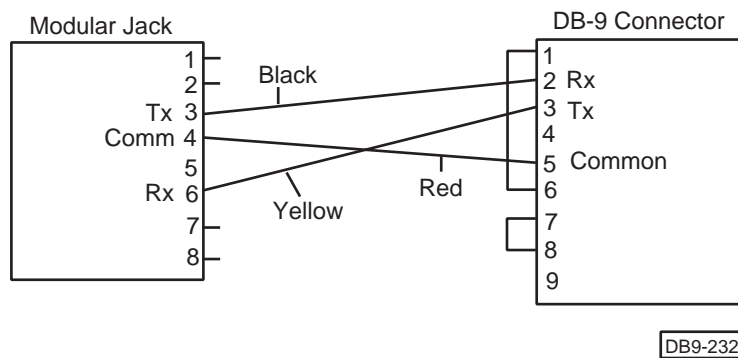 Modular Jack
DB-9 Connector
1
2
Tx 3
Comm 4
5
Rx 6
7
8
Black
Yellow
Red
1
2 Rx
3 Tx
4
5 Common
6
7
8
9
DB9-232